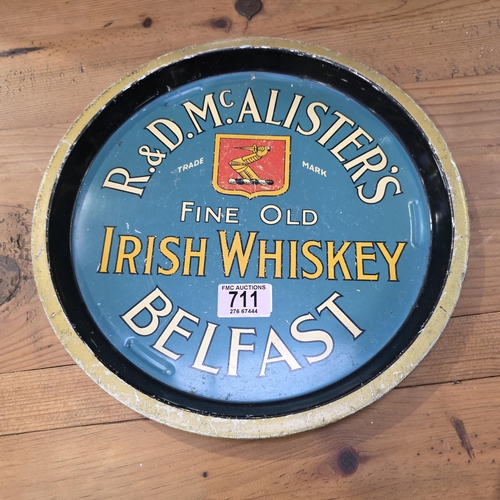 R. & D. McALISTER'S
TRADE MARK
FINE OLD
IRISH WHISKEY
FMC AUCTIONS
711
276 67444
BELFAST